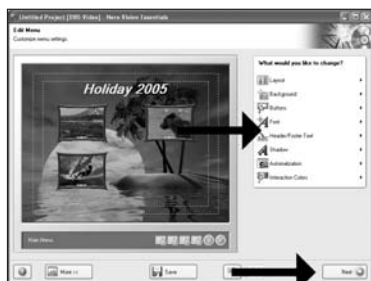 Untitled Project [DVD-Video] - Nero Vision Essentials
Edit Menu
Customize menu settings.
What would you like to change?
Layout
Background
Buttons
Font
Header/Footer Text
Shadow
Automatization
Interaction Colors
Holiday 2005
Main Menu
More >>
Save
Next